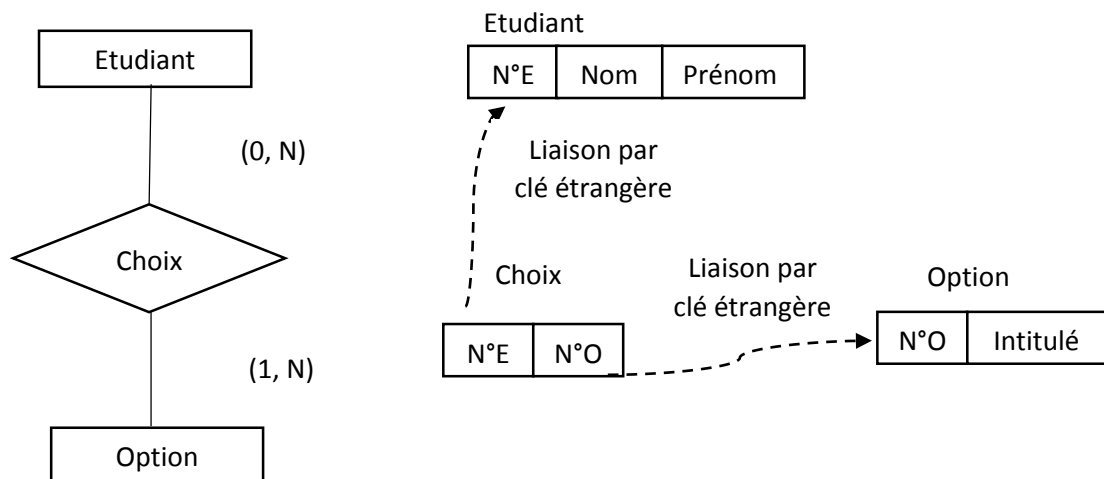 Etudiant
(0, N)
Choix
(1, N)
Option
Etudiant
N°E Nom Prénom
Liaison par
clé étrangère
Choix
N°E N°O
Liaison par
clé étrangère
Option
N°O Intitulé